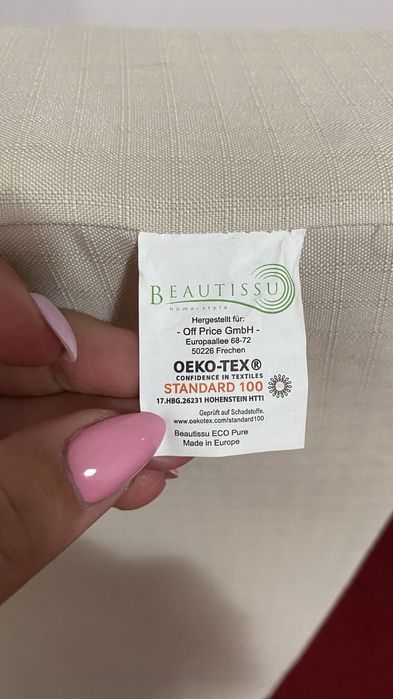 BEAUTISSU
home-style
Hergestellt für:
- Off Price GmbH -
Europaallee 68-72
50226 Frechen
OEKO-TEX®
CONFIDENCE IN TEXTILES
STANDARD 100
17.HBG.26231 HOHENSTEIN HTTI
Geprüft auf Schadstoffe.
www.oekotex.com/standard100
Beautissu ECO Pure
Made in Europe